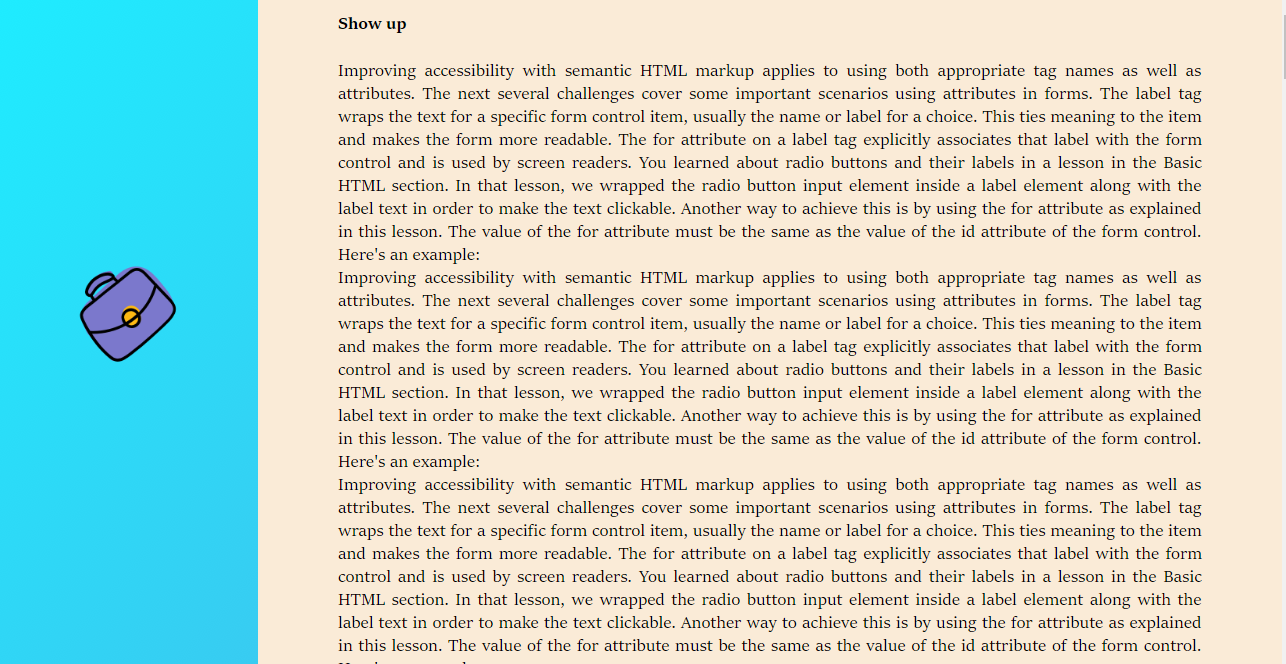 Show up
Improving accessibility with semantic HTML markup applies to using both appropriate tag names as well as
attributes. The next several challenges cover some important scenarios using attributes in forms. The label tag
wraps the text for a specific form control item, usually the name or label for a choice. This ties meaning to the item
and makes the form more readable. The for attribute on a label tag explicitly associates that label with the form
control and is used by screen readers. You learned about radio buttons and their labels in a lesson in the Basic
HTML section. In that lesson, we wrapped the radio button input element inside a label element along with the
label text in order to make the text clickable. Another way to achieve this is by using the for attribute as explained
in this lesson. The value of the for attribute must be the same as the value of the id attribute of the form control.
Here's an example:
Improving accessibility with semantic HTML markup applies to using both appropriate tag names as well as
attributes. The next several challenges cover some important scenarios using attributes in forms. The label tag
wraps the text for a specific form control item, usually the name or label for a choice. This ties meaning to the item
and makes the form more readable. The for attribute on a label tag explicitly associates that label with the form
control and is used by screen readers. You learned about radio buttons and their labels in a lesson in the Basic
HTML section. In that lesson, we wrapped the radio button input element inside a label element along with the
label text in order to make the text clickable. Another way to achieve this is by using the for attribute as explained
in this lesson. The value of the for attribute must be the same as the value of the id attribute of the form control.
Here's an example:
Improving accessibility with semantic HTML markup applies to using both appropriate tag names as well as
attributes. The next several challenges cover some important scenarios using attributes in forms. The label tag
wraps the text for a specific form control item, usually the name or label for a choice. This ties meaning to the item
and makes the form more readable. The for attribute on a label tag explicitly associates that label with the form
control and is used by screen readers. You learned about radio buttons and their labels in a lesson in the Basic
HTML section. In that lesson, we wrapped the radio button input element inside a label element along with the
label text in order to make the text clickable. Another way to achieve this is by using the for attribute as explained
in this lesson. The value of the for attribute must be the same as the value of the id attribute of the form control.